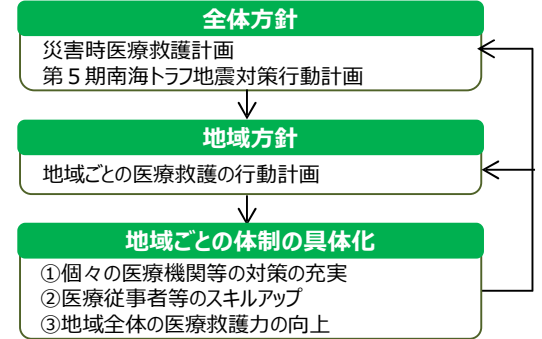 全体方針
災害時医療救護計画
第５期南海トラフ地震対策行動計画
地域方針
地域ごとの医療救護の行動計画
地域ごとの体制の具体化
①個々の医療機関等の対策の充実
②医療従事者等のスキルアップ
③地域全体の医療救護力の向上